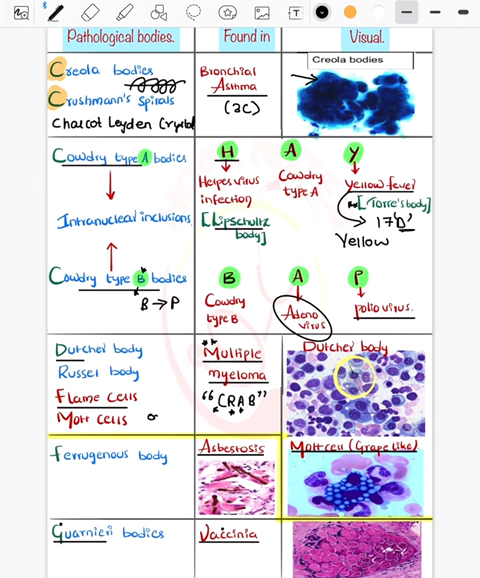 Pathological bodies.
Found in
Visual.
Creola bodies
Crushmann's Spirals
Charcot Leyden Crystal
Bronchial
Asthma
(3C)
Creola bodies
Cowdry type A bodies
Intranuclear inclusions.
Cowdry type B bodies
B → P
H
Herpes virus
infection
[Lipschultz
body]
A
Cowdry
type A
Y
Yellow fever
[Torre's body]
17'D'
Yellow
B
Cowdry
type B
A
Adeno
virus
P
polio virus.
Dutcher body
Russel body
Flame cells
Mott cells
Multiple
myeloma
"CRAB"
Dutcher body
Ferrugenous body
Asbestosis
Mott cell (Grape like)
Guarnieri bodies
Vaccinia